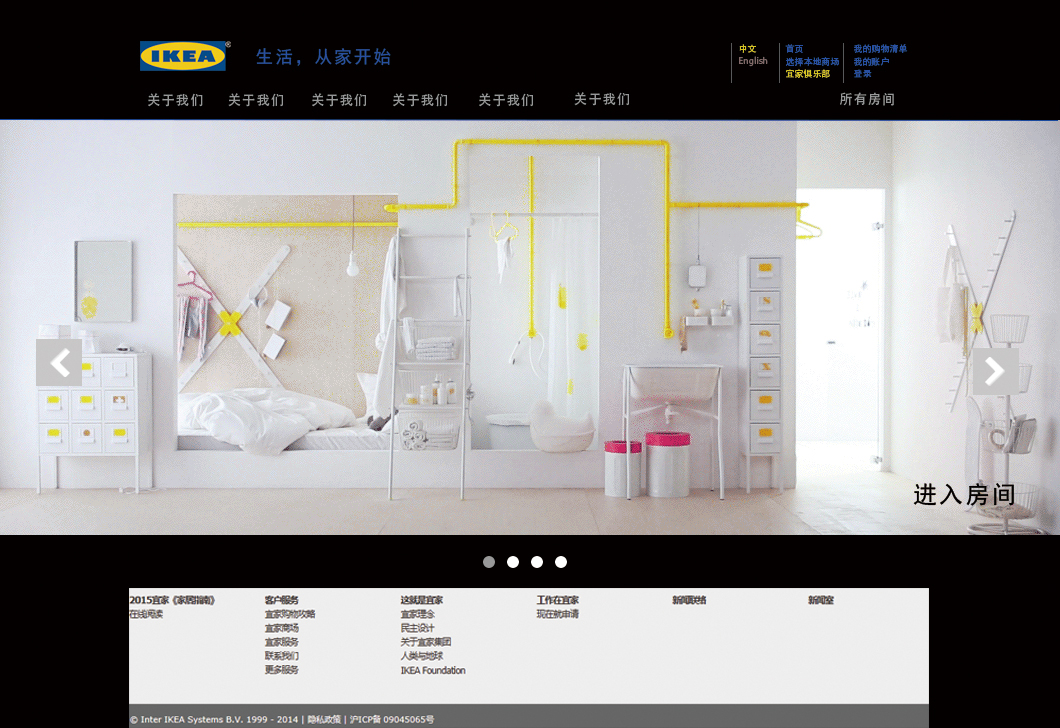 IKEA®
生活，从家开始
中文
English
首页
选择本地商场
宜家俱乐部
我的购物清单
我的账户
登录
关于我们 关于我们 关于我们 关于我们 关于我们 关于我们 所有房间
进入房间
2015宜家《家居指南》
在线阅读
客户服务
宜家购物攻略
宜家商场
宜家服务
联系我们
更多服务
这就是宜家
宜家理念
民主设计
关于宜家集团
人类与地球
IKEA Foundation
工作在宜家
现在就申请
新闻联络
新闻室
© Inter IKEA Systems B.V. 1999 - 2014 | 隐私政策 | 沪ICP备 09045065号